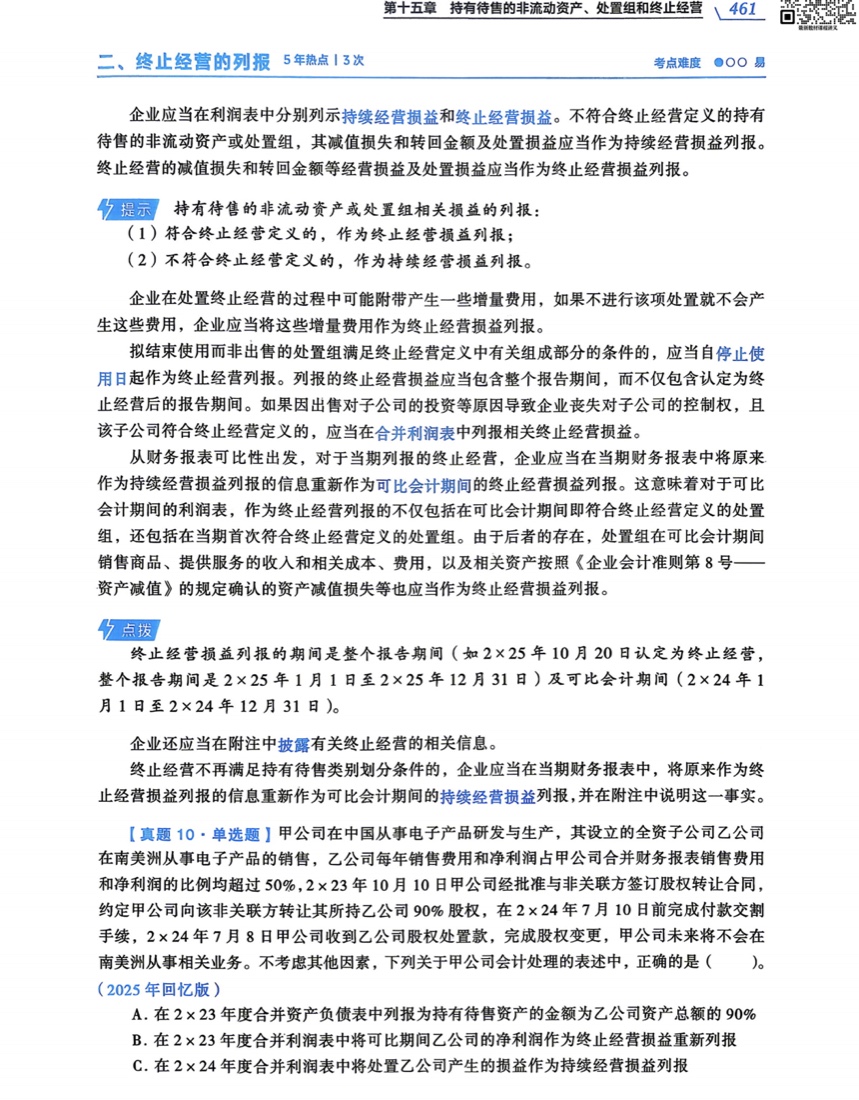 第十五章 持有待售的非流动资产、处置组和终止经营 461
二、终止经营的列报 5年热点 | 3次 考点难度 易
企业应当在利润表中分别列示持续经营损益和终止经营损益。不符合终止经营定义的持有
待售的非流动资产或处置组，其减值损失和转回金额及处置损益应当作为持续经营损益列报。
终止经营的减值损失和转回金额等经营损益及处置损益应当作为终止经营损益列报。
提示 持有待售的非流动资产或处置组相关损益的列报：
（1）符合终止经营定义的，作为终止经营损益列报；
（2）不符合终止经营定义的，作为持续经营损益列报。
企业在处置终止经营的过程中可能附带产生一些增量费用，如果不进行该项处置就不会产
生这些费用，企业应当将这些增量费用作为终止经营损益列报。
拟结束使用而非出售的处置组满足终止经营定义中有关组成部分的条件的，应当自停止使
用日起作为终止经营列报。列报的终止经营损益应当包含整个报告期间，而不仅包含认定为终
止经营后的报告期间。如果因出售对子公司的投资等原因导致企业丧失对子公司的控制权，且
该子公司符合终止经营定义的，应当在合并利润表中列报相关终止经营损益。
从财务报表可比性出发，对于当期列报的终止经营，企业应当在当期财务报表中将原来
作为持续经营损益列报的信息重新作为可比会计期间的终止经营损益列报。这意味着对于可比
会计期间的利润表，作为终止经营列报的不仅包括在可比会计期间即符合终止经营定义的处置
组，还包括在当期首次符合终止经营定义的处置组。由于后者的存在，处置组在可比会计期间
销售商品、提供服务的收入和相关成本、费用，以及相关资产按照《企业会计准则第 8 号——
资产减值》的规定确认的资产减值损失等也应当作为终止经营损益列报。
点拨
终止经营损益列报的期间是整个报告期间（如 2×25 年 10 月 20 日认定为终止经营，
整个报告期间是 2×25 年 1 月 1 日至 2×25 年 12 月 31 日）及可比会计期间（2×24 年 1
月 1 日至 2×24 年 12 月 31 日）。
企业还应当在附注中披露有关终止经营的相关信息。
终止经营不再满足持有待售类别划分条件的，企业应当在当期财务报表中，将原来作为终
止经营损益列报的信息重新作为可比会计期间的持续经营损益列报，并在附注中说明这一事实。
【真题 10·单选题】甲公司在中国从事电子产品研发与生产，其设立的全资子公司乙公司
在南美洲从事电子产品的销售，乙公司每年销售费用和净利润占甲公司合并财务报表销售费用
和净利润的比例均超过 50%，2×23 年 10 月 10 日甲公司经批准与非关联方签订股权转让合同，
约定甲公司向该非关联方转让其所持乙公司 90% 股权，在 2×24 年 7 月 10 日前完成付款交割
手续，2×24 年 7 月 8 日甲公司收到乙公司股权处置款，完成股权变更，甲公司未来将不会在
南美洲从事相关业务。不考虑其他因素，下列关于甲公司会计处理的表述中，正确的是（ ）。
（2025 年回忆版）
A. 在 2×23 年度合并资产负债表中列报为持有待售资产的金额为乙公司资产总额的 90%
B. 在 2×23 年度合并利润表中将可比期间乙公司的净利润作为终止经营损益重新列报
C. 在 2×24 年度合并利润表中将处置乙公司产生的损益作为持续经营损益列报